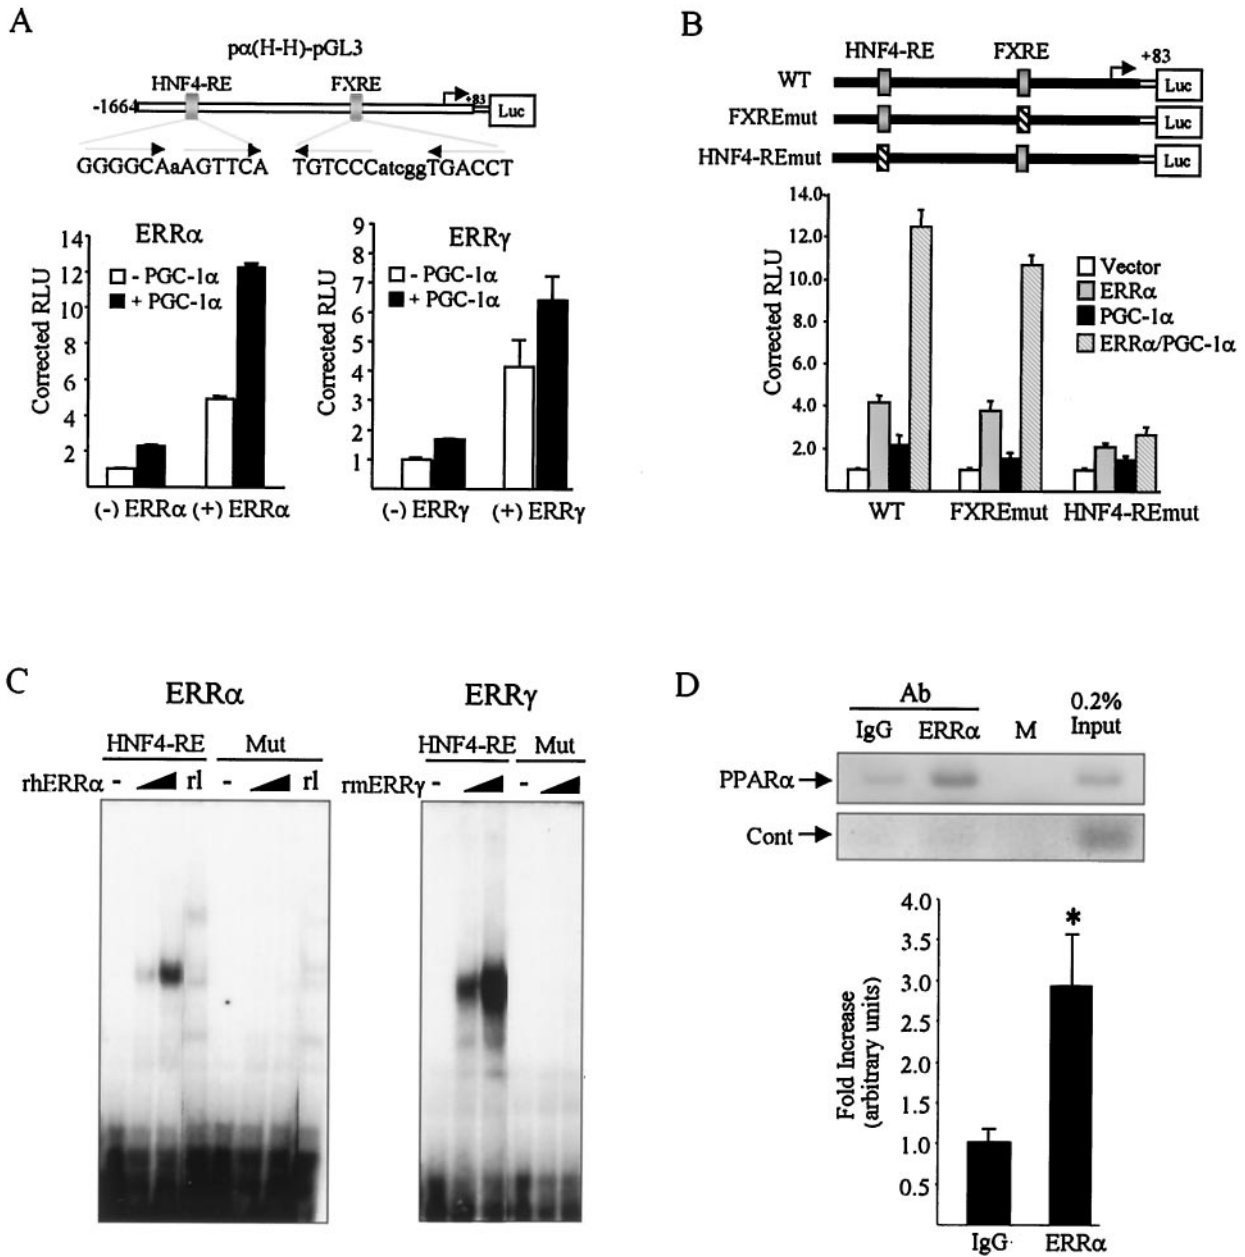 A
pα(H-H)-pGL3
HNF4-RE FXRE
-1664 +83 Luc
GGGGCAaAGTTCA TGTCCCatcggTGACCT
ERRα
- PGC-1α
+ PGC-1α
Corrected RLU
14
12
10
8
6
4
2
(-) ERRα (+) ERRα
ERRγ
- PGC-1α
+ PGC-1α
Corrected RLU
9
8
7
6
5
4
3
2
1
(-) ERRγ (+) ERRγ
B
HNF4-RE FXRE
+83
WT Luc
FXREmut Luc
HNF4-REmut Luc
Corrected RLU
14.0
12.0
10.0
8.0
6.0
4.0
2.0
Vector
ERRα
PGC-1α
ERRα/PGC-1α
WT FXREmut HNF4-REmut
C
ERRα
HNF4-RE Mut
rhERRα - rl - rl
ERRγ
HNF4-RE Mut
rmERRγ - -
D
Ab
IgG ERRα M 0.2% Input
PPARα
Cont
Fold Increase
(arbitrary units)
4.0
3.5
3.0
2.5
2.0
1.5
1.0
0.5
*
IgG ERRα